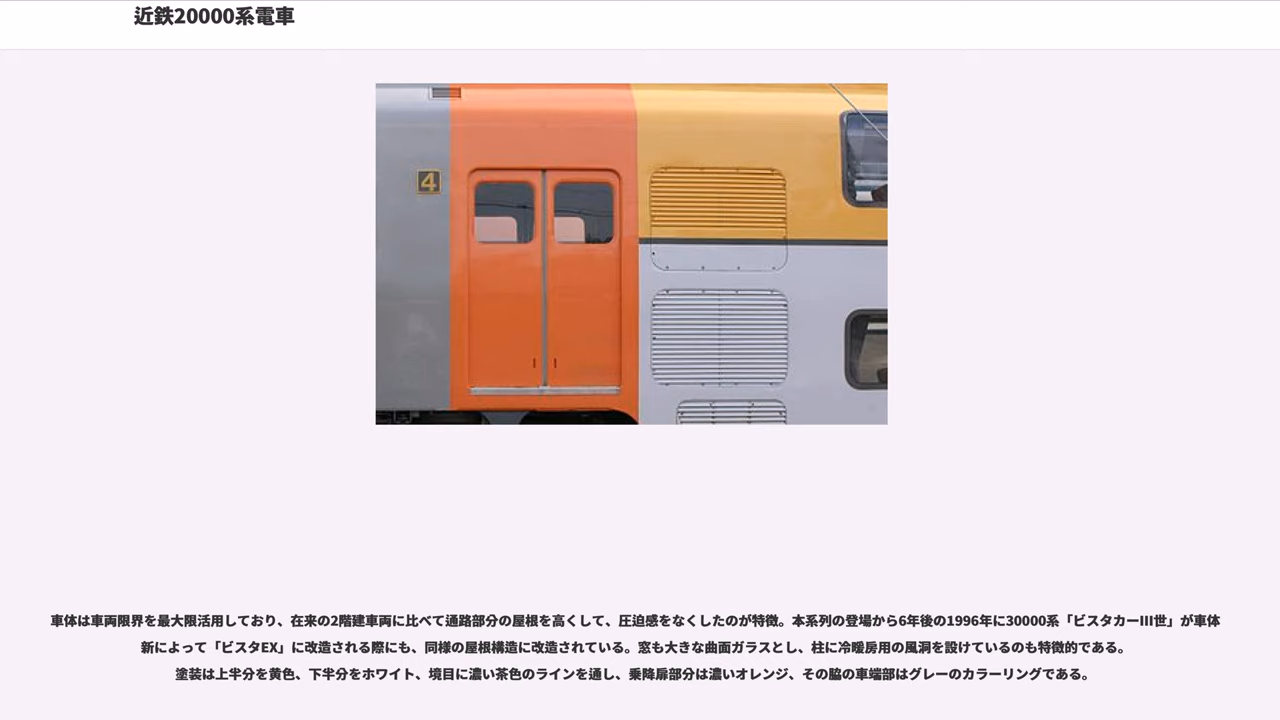 近鉄20000系電車
4
車体は車両限界を最大限活用しており、在来の2階建車両に比べて通路部分の屋根を高くして、圧迫感をなくしたのが特徴。本系列の登場から6年後の1996年に30000系「ビスタカーIII世」が車体
新によって「ビスタEX」に改造される際にも、同様の屋根構造に改造されている。窓も大きな曲面ガラスとし、柱に冷暖房用の風洞を設けているのも特徴的である。
塗装は上半分を黄色、下半分をホワイト、境目に濃い茶色のラインを通し、乗降扉部分は濃いオレンジ、その脇の車端部はグレーのカラーリングである。